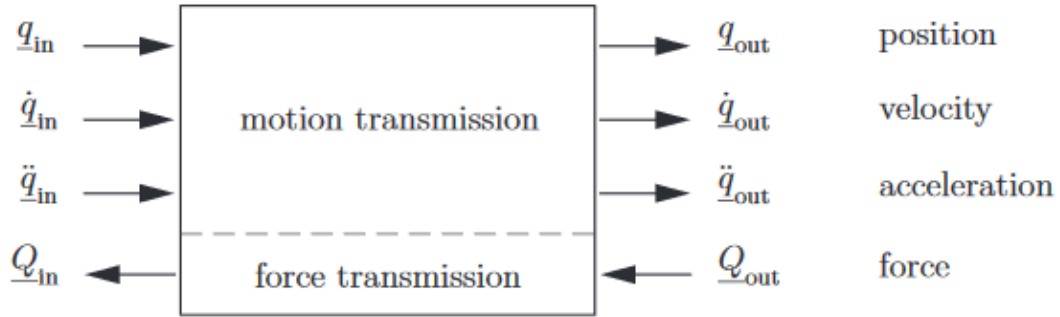 q_in q_out position
q̇_in motion transmission q̇_out velocity
q̈_in q̈_out acceleration
Q_in force transmission Q_out force